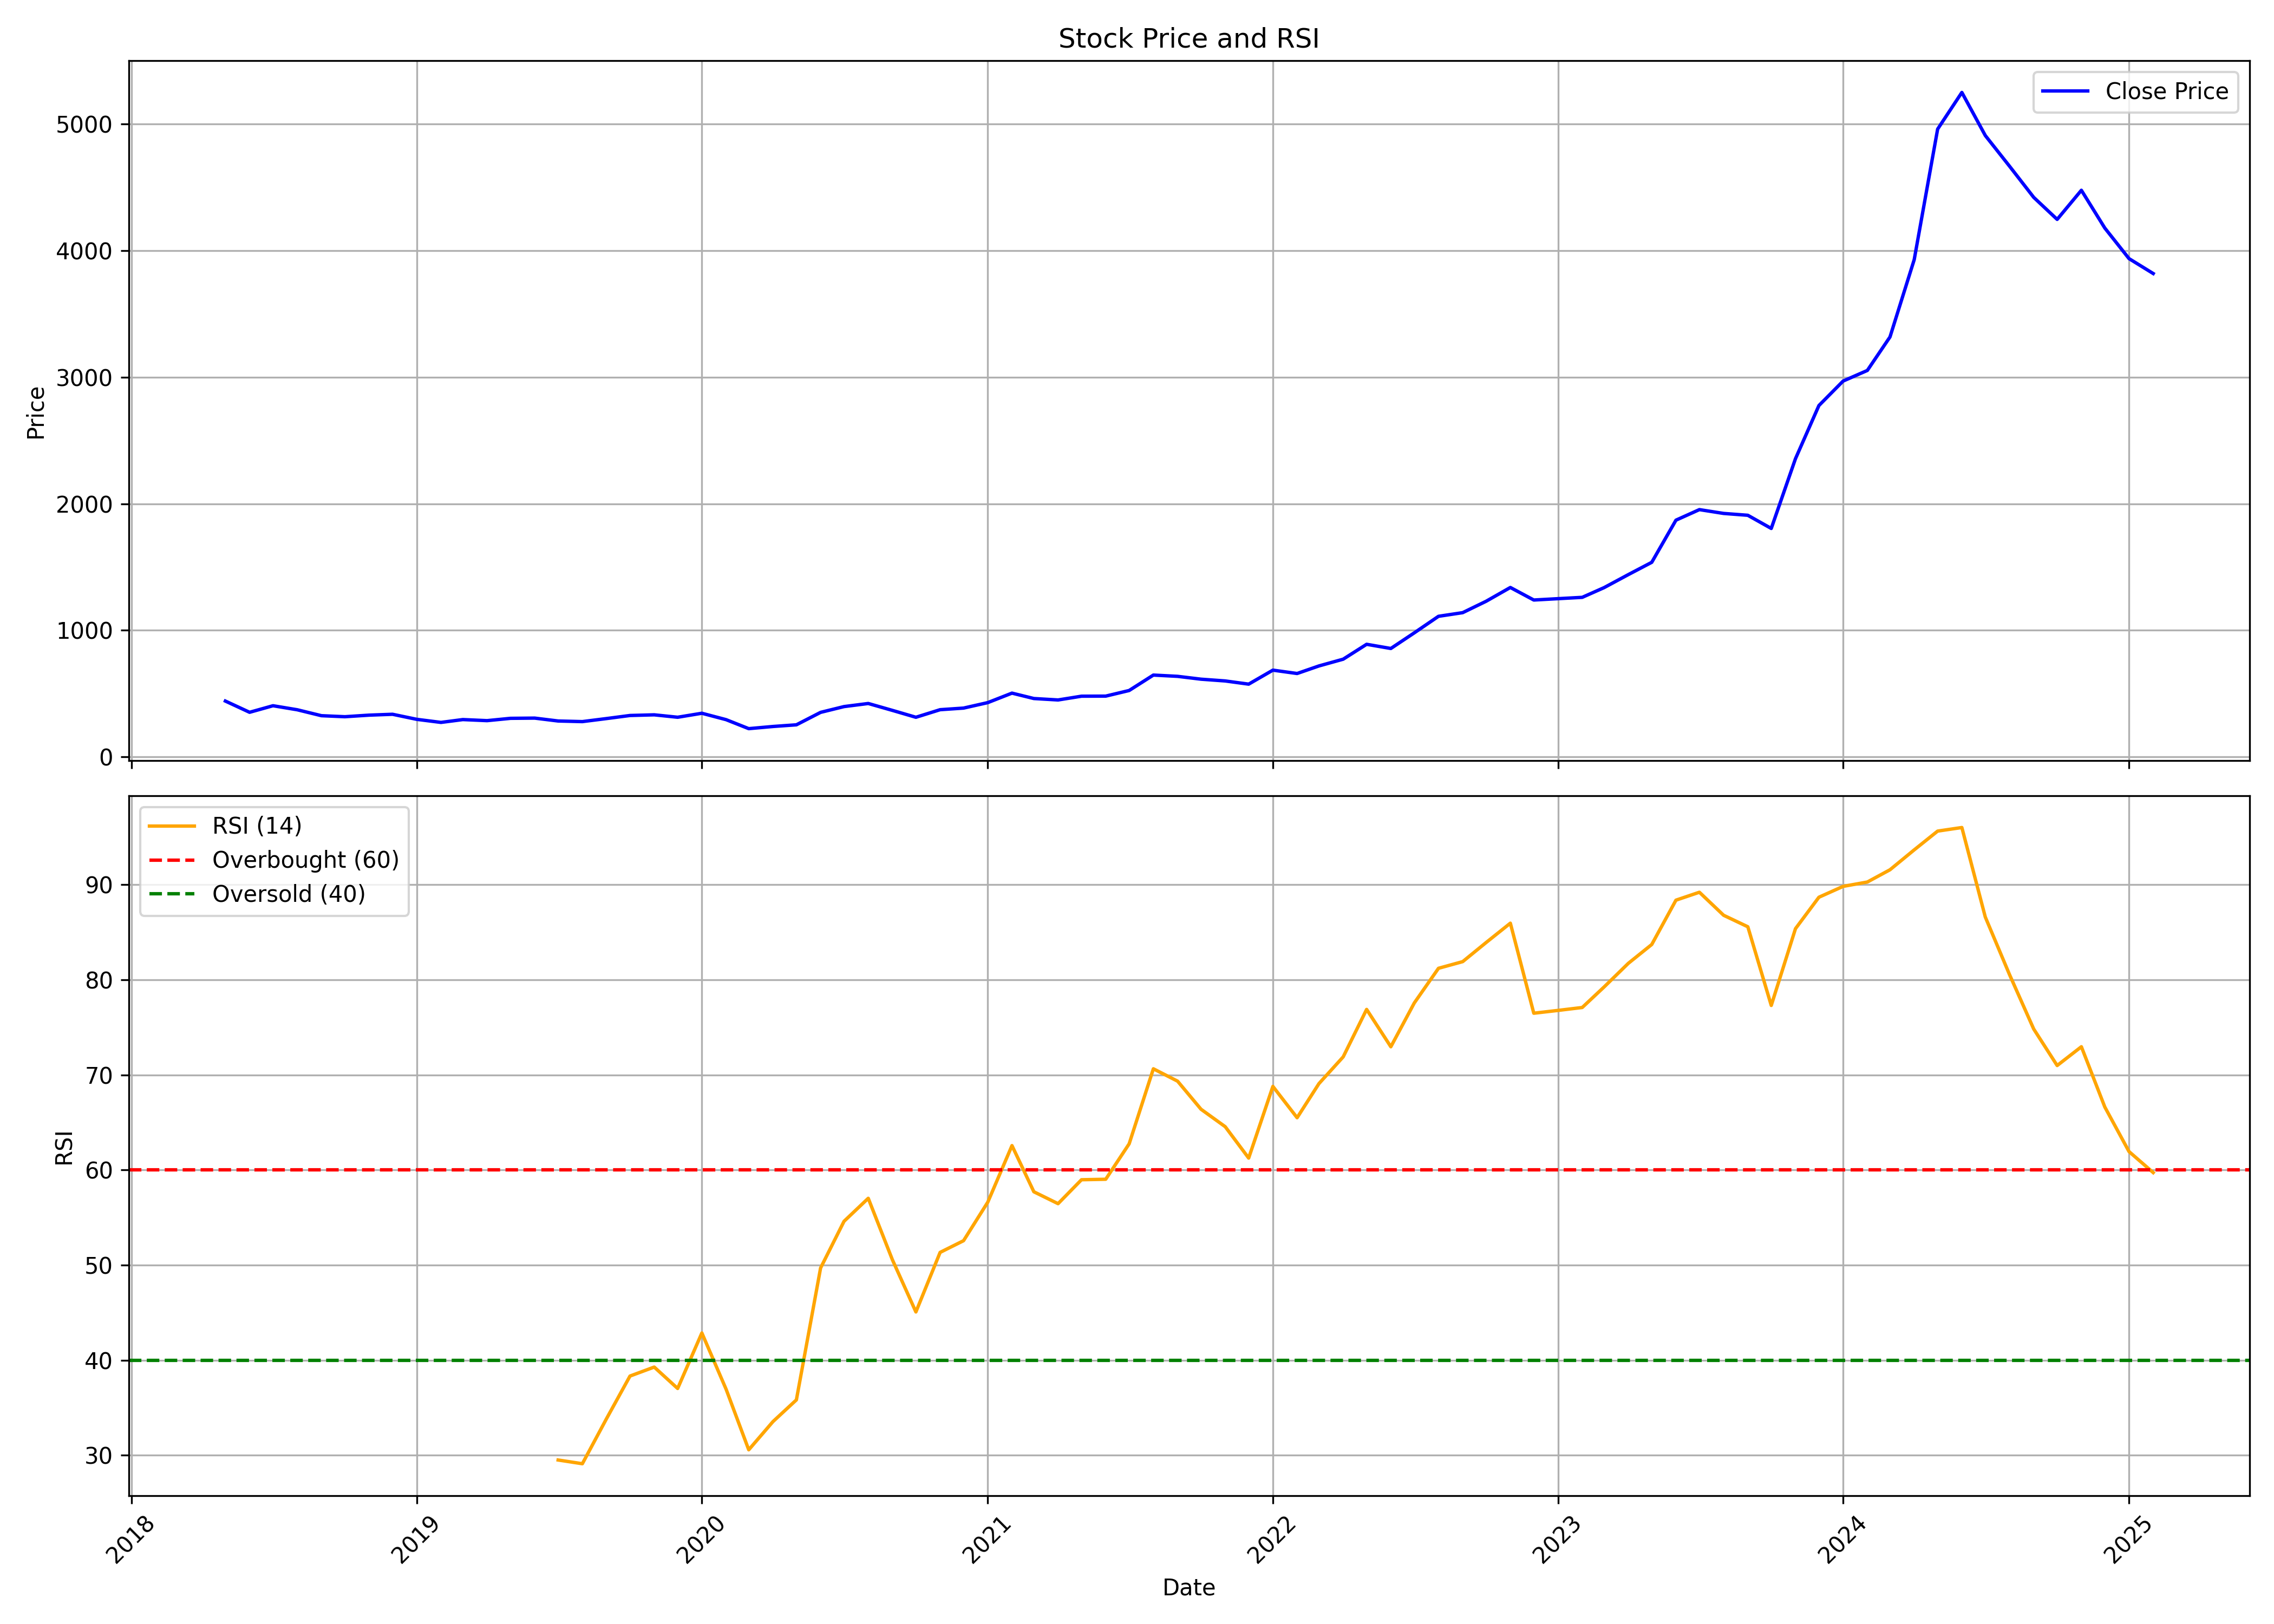 Stock Price and RSI
Close Price
Price
5000
4000
3000
2000
1000
0
RSI (14)
Overbought (60)
Oversold (40)
RSI
90
80
70
60
50
40
30
2018
2019
2020
2021
2022
2023
2024
2025
Date